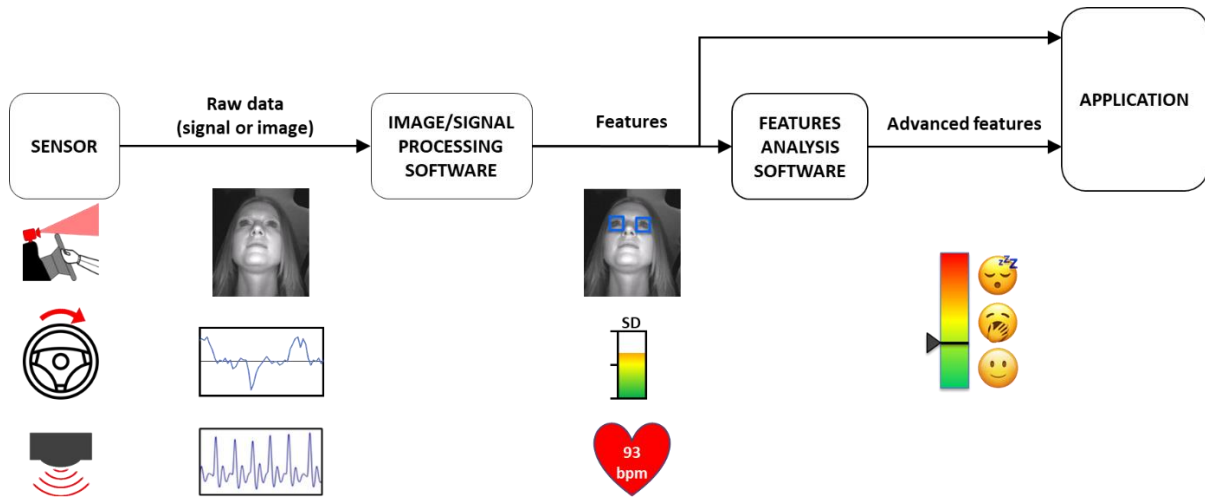 SENSOR
Raw data
(signal or image)
IMAGE/SIGNAL
PROCESSING
SOFTWARE
Features
FEATURES
ANALYSIS
SOFTWARE
Advanced features
APPLICATION
zZZ
SD
93
bpm